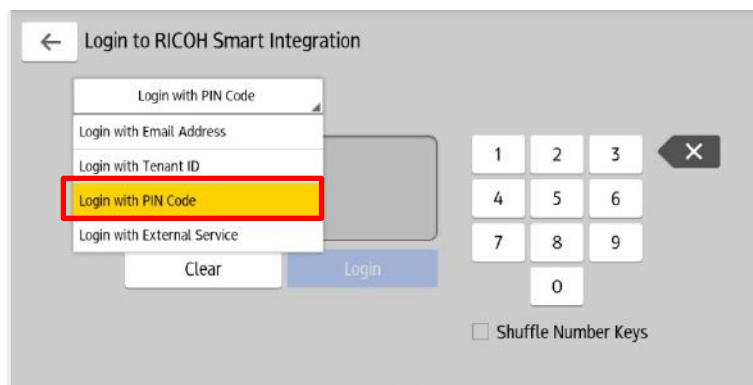 Login to RICOH Smart Integration
Login with PIN Code
Login with Email Address
Login with Tenant ID
Login with PIN Code
Login with External Service
Clear
Login
1 2 3
4 5 6
7 8 9
0
Shuffle Number Keys